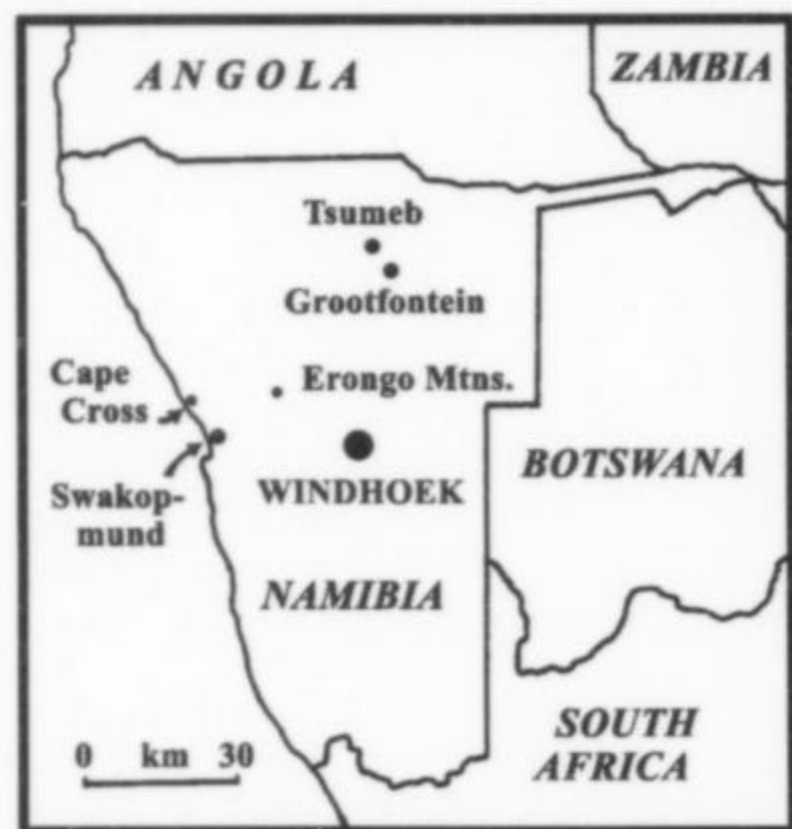 ANGOLA
ZAMBIA
Tsumeb
Grootfontein
Cape
Cross
Erongo Mtns.
Swakop-
mund
WINDHOEK
BOTSWANA
NAMIBIA
SOUTH
AFRICA
0 km 30